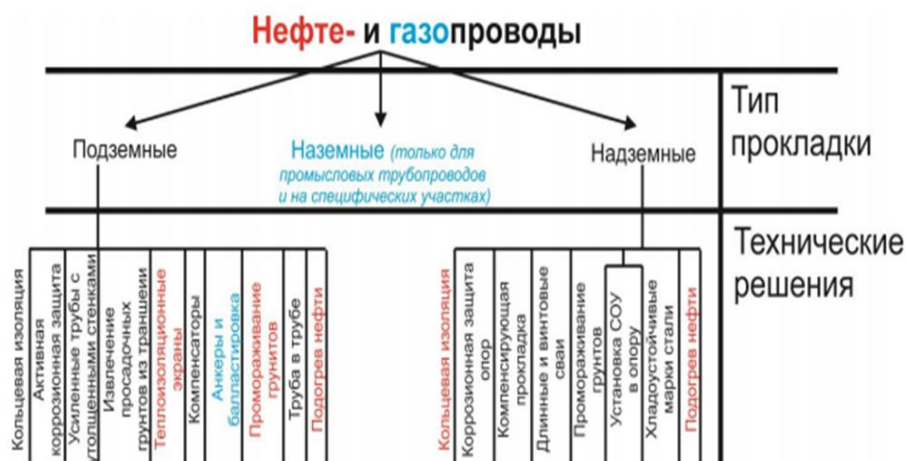 Нефте- и газопроводы
Тип
прокладки
Подземные
Наземные (только для
промысловых трубопроводов
и на специфических участках)
Надземные
Технические
решения
Кольцевая изоляция
Активная
коррозионная защита
Усиленные трубы с
утолщенными стенками
Извлечение
просадочных
грунтов из траншеии
Теплоизоляционные
экраны
Компенсаторы
Анкеры и
балластировка
Промораживание
грунитов
Труба в трубе
Подогрев нефти
Кольцевая изоляция
Коррозионная защита
опор
Компенсирующая
прокладка
Длинные и винтовые
сваи
Промораживание
грунтов
Установка СОУ
в опору
Хладоустойчивые
марки стали
Подогрев нефти